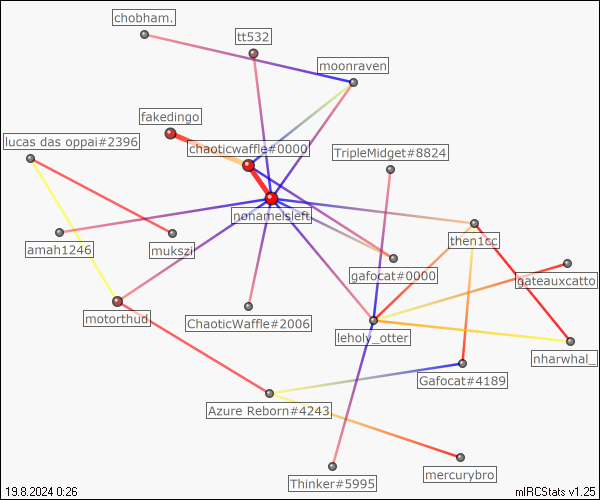 chobham.
tt532
moonraven
fakedingo
lucas das oppai#2396
chaoticwaffle#0000
TripleMidget#8824
nonameisleft
amah1246
mukszi
then1cc
gafocat#0000
gateauxcatto
motorthud
ChaoticWaffle#2006
leholy_otter
nharwhal_
Gafocat#4189
Azure Reborn#4243
mercurybro
Thinker#5995
19.8.2024 0:26
mIRCStats v1.25